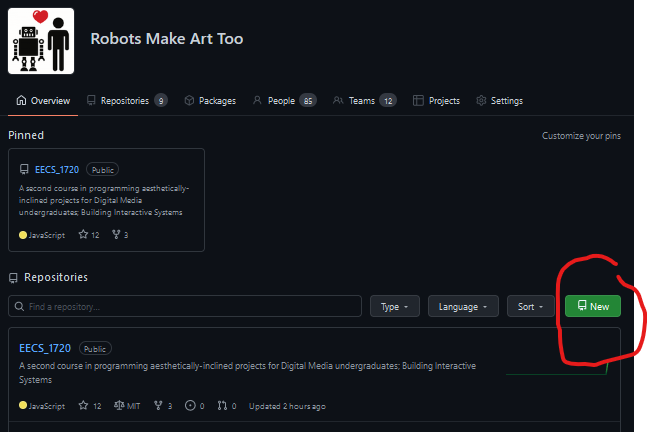 Robots Make Art Too
Overview Repositories 9 Packages People 85 Teams 12 Projects Settings
Pinned Customize your pins
EECS_1720 Public
A second course in programming aesthetically-
inclined projects for Digital Media
undergraduates; Building Interactive Systems
JavaScript 12 3
Repositories
Find a repository... Type Language Sort New
EECS_1720 Public
A second course in programming aesthetically-inclined projects for Digital Media undergraduates; Building Interactive
Systems
JavaScript 12 MIT 3 0 0 Updated 2 hours ago